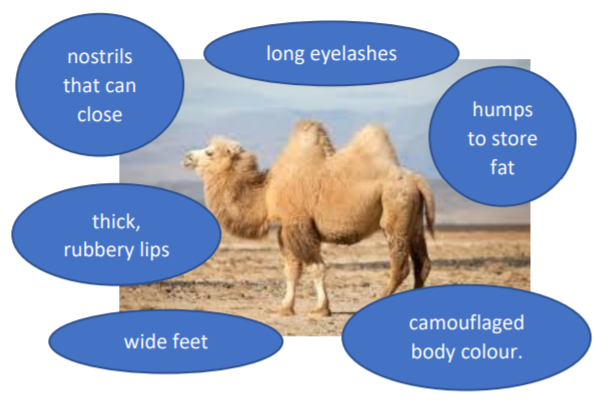 nostrils
that can
close
long eyelashes
humps
to store
fat
thick,
rubbery lips
wide feet
camouflaged
body colour.